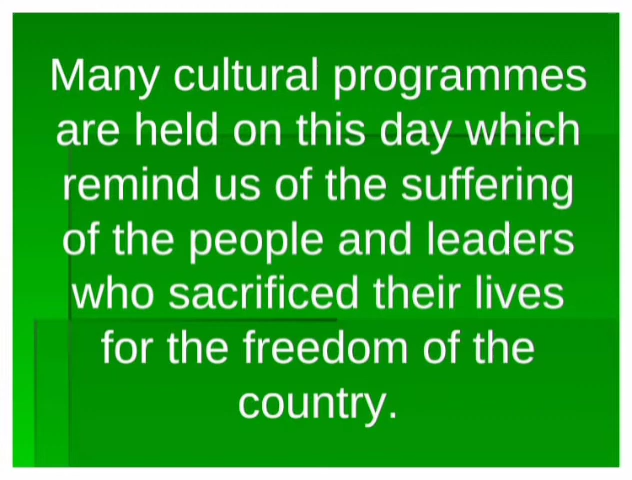 Many cultural programmes
are held on this day which
remind us of the suffering
of the people and leaders
who sacrificed their lives
for the freedom of the
country.